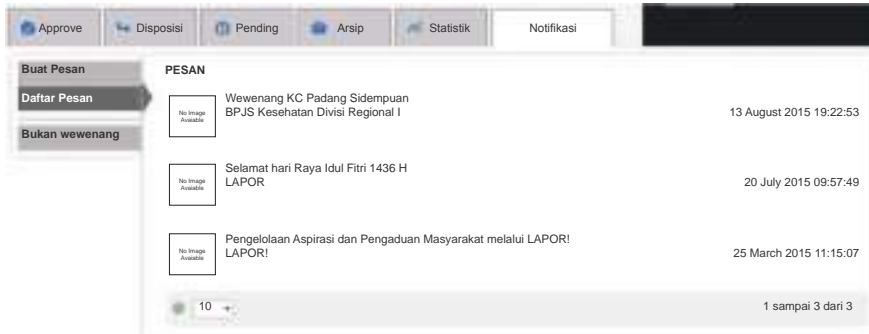 Approve
Disposisi
Pending
Arsip
Statistik
Notifikasi
Buat Pesan
Daftar Pesan
Bukan wewenang
PESAN
No Image
Avaiable
Wewenang KC Padang Sidempuan
BPJS Kesehatan Divisi Regional I
13 August 2015 19:22:53
No Image
Avaiable
Selamat hari Raya Idul Fitri 1436 H
LAPOR
20 July 2015 09:57:49
No Image
Avaiable
Pengelolaan Aspirasi dan Pengaduan Masyarakat melalui LAPOR!
LAPOR!
25 March 2015 11:15:07
10
1 sampai 3 dari 3